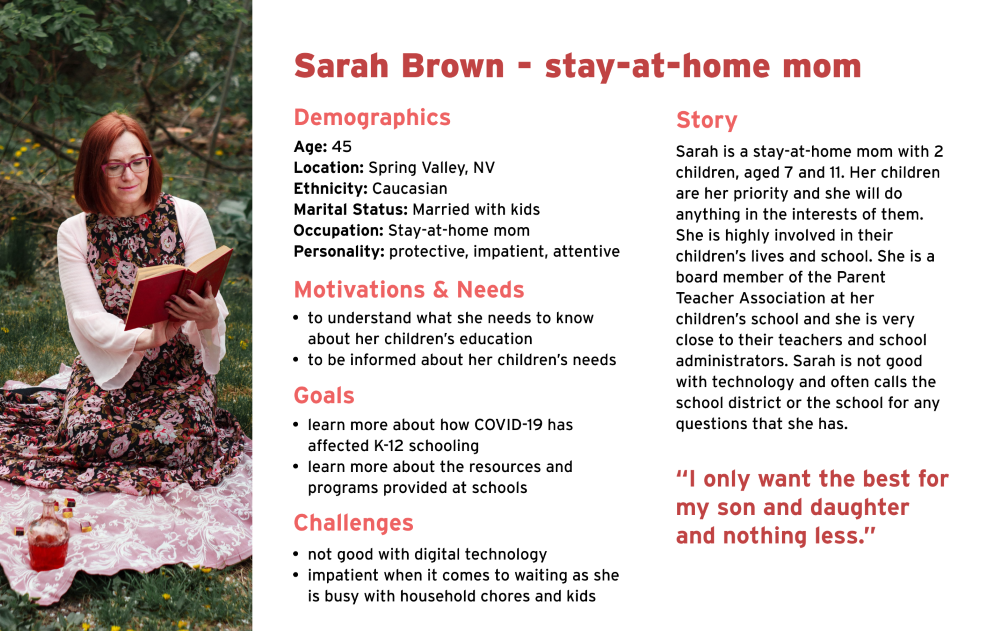 Sarah Brown - stay-at-home mom
Demographics
Age: 45
Location: Spring Valley, NV
Ethnicity: Caucasian
Marital Status: Married with kids
Occupation: Stay-at-home mom
Personality: protective, impatient, attentive
Motivations & Needs
• to understand what she needs to know
about her children's education
• to be informed about her children's needs
Goals
• learn more about how COVID-19 has
affected K-12 schooling
• learn more about the resources and
programs provided at schools
Challenges
• not good with digital technology
• impatient when it comes to waiting as she
is busy with household chores and kids
Story
Sarah is a stay-at-home mom with 2
children, aged 7 and 11. Her children
are her priority and she will do
anything in the interests of them.
She is highly involved in their
children's lives and school. She is a
board member of the Parent
Teacher Association at her
children's school and she is very
close to their teachers and school
administrators. Sarah is not good
with technology and often calls the
school district or the school for any
questions that she has.
“I only want the best for
my son and daughter
and nothing less.”